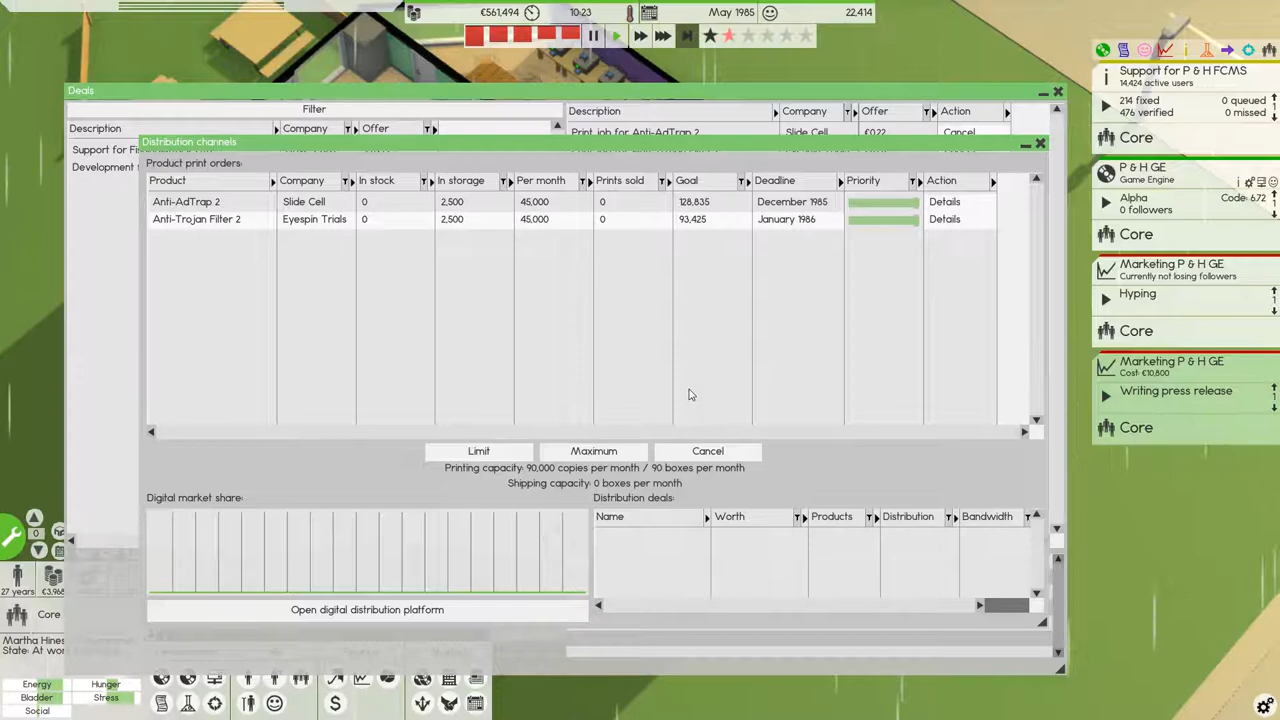 €561,494 10:23 May 1985 22,414
Deals
Filter
Description Company Offer Action
Description Company Offer
Print job for Anti-AdTrap 2 Slide Cell €0.22 Cancel
Distribution channels
Product print orders:
Product Company In stock In storage Per month Prints sold Goal Deadline Priority Action
Anti-AdTrap 2 Slide Cell 0 2,500 45,000 0 128,835 December 1985 Details
Anti-Trojan Filter 2 Eyespin Trials 0 2,500 45,000 0 93,425 January 1986 Details
Limit Maximum Cancel
Printing capacity: 90,000 copies per month / 90 boxes per month
Shipping capacity: 0 boxes per month
Digital market share:
Distribution deals:
Name Worth Products Distribution Bandwidth
Open digital distribution platform
Support for P & H FCMS
14,424 active users
214 fixed 0 queued
476 verified 0 missed
Core
P & H GE
Game Engine
Alpha Code: 6.72
0 followers
Core
Marketing P & H GE
Currently not losing followers
Hyping
Core
Marketing P & H GE
Cost: €10,800
Writing press release
Core
0
27 years €3,968
Core
Martha Hines
Energy Hunger
Bladder Stress
Social